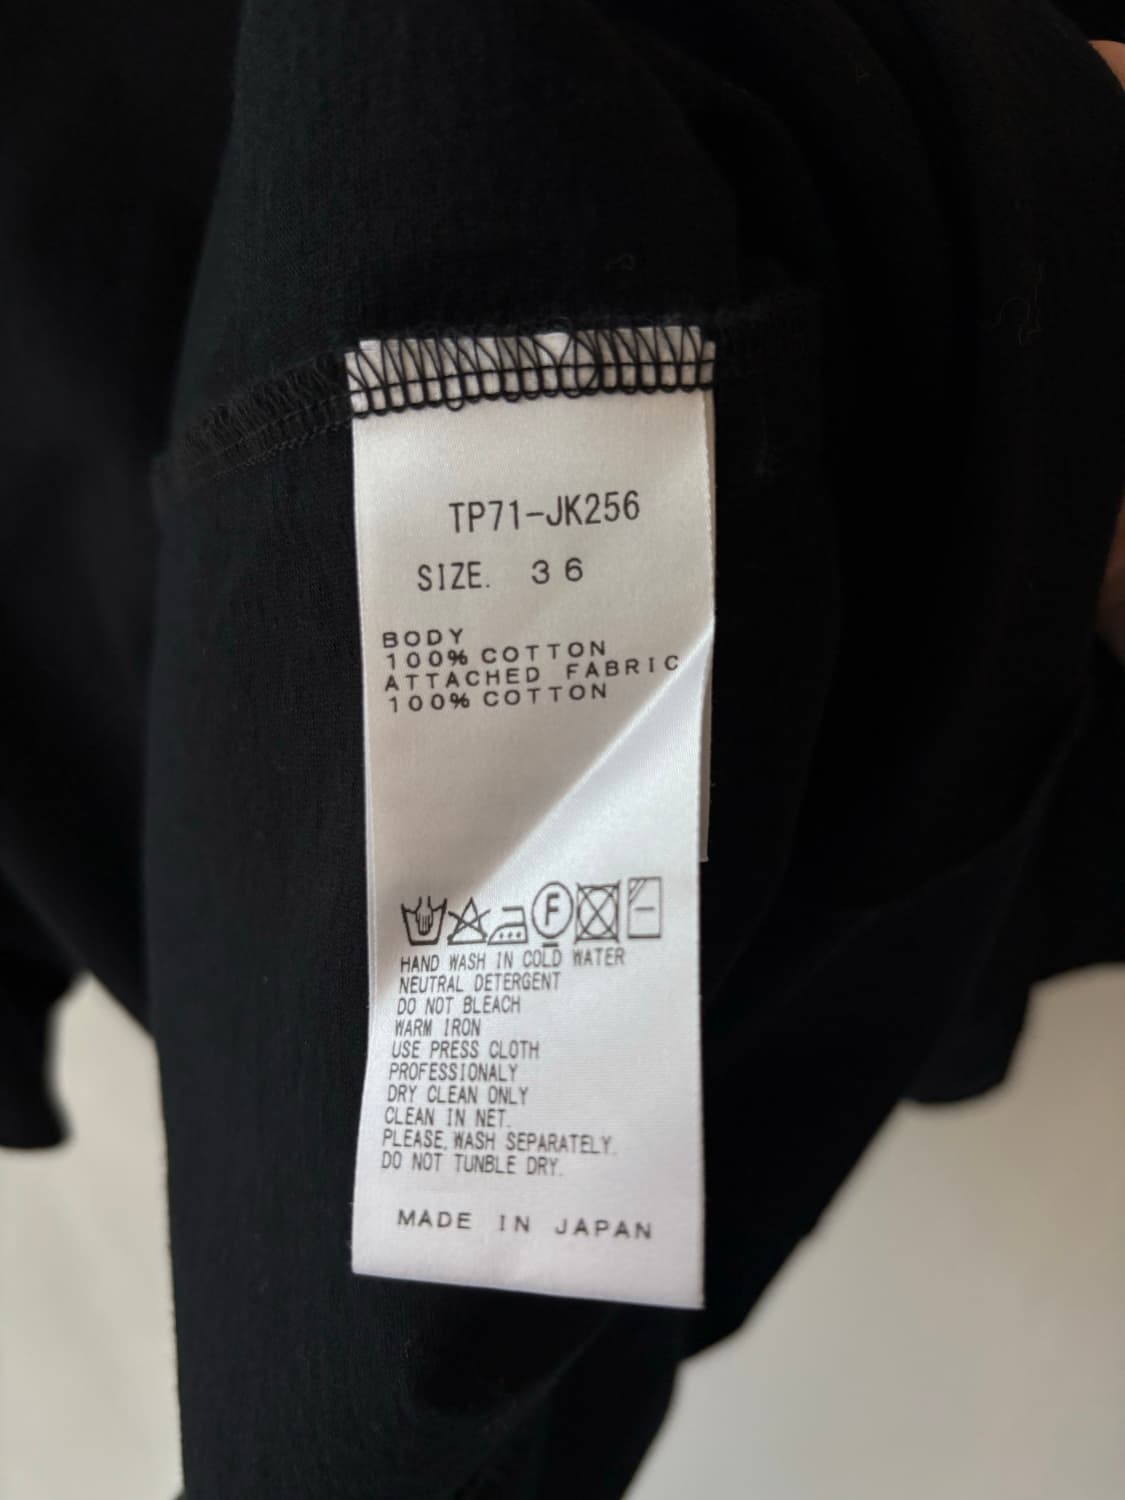 TP71-JK256
SIZE. 36
BODY
100% COTTON
ATTACHED FABRIC
100% COTTON
F
HAND WASH IN COLD WATER
NEUTRAL DETERGENT
DO NOT BLEACH
WARM IRON
USE PRESS CLOTH
PROFESSIONALY
DRY CLEAN ONLY
CLEAN IN NET.
PLEASE, WASH SEPARATELY.
DO NOT TUNBLE DRY.
MADE IN JAPAN